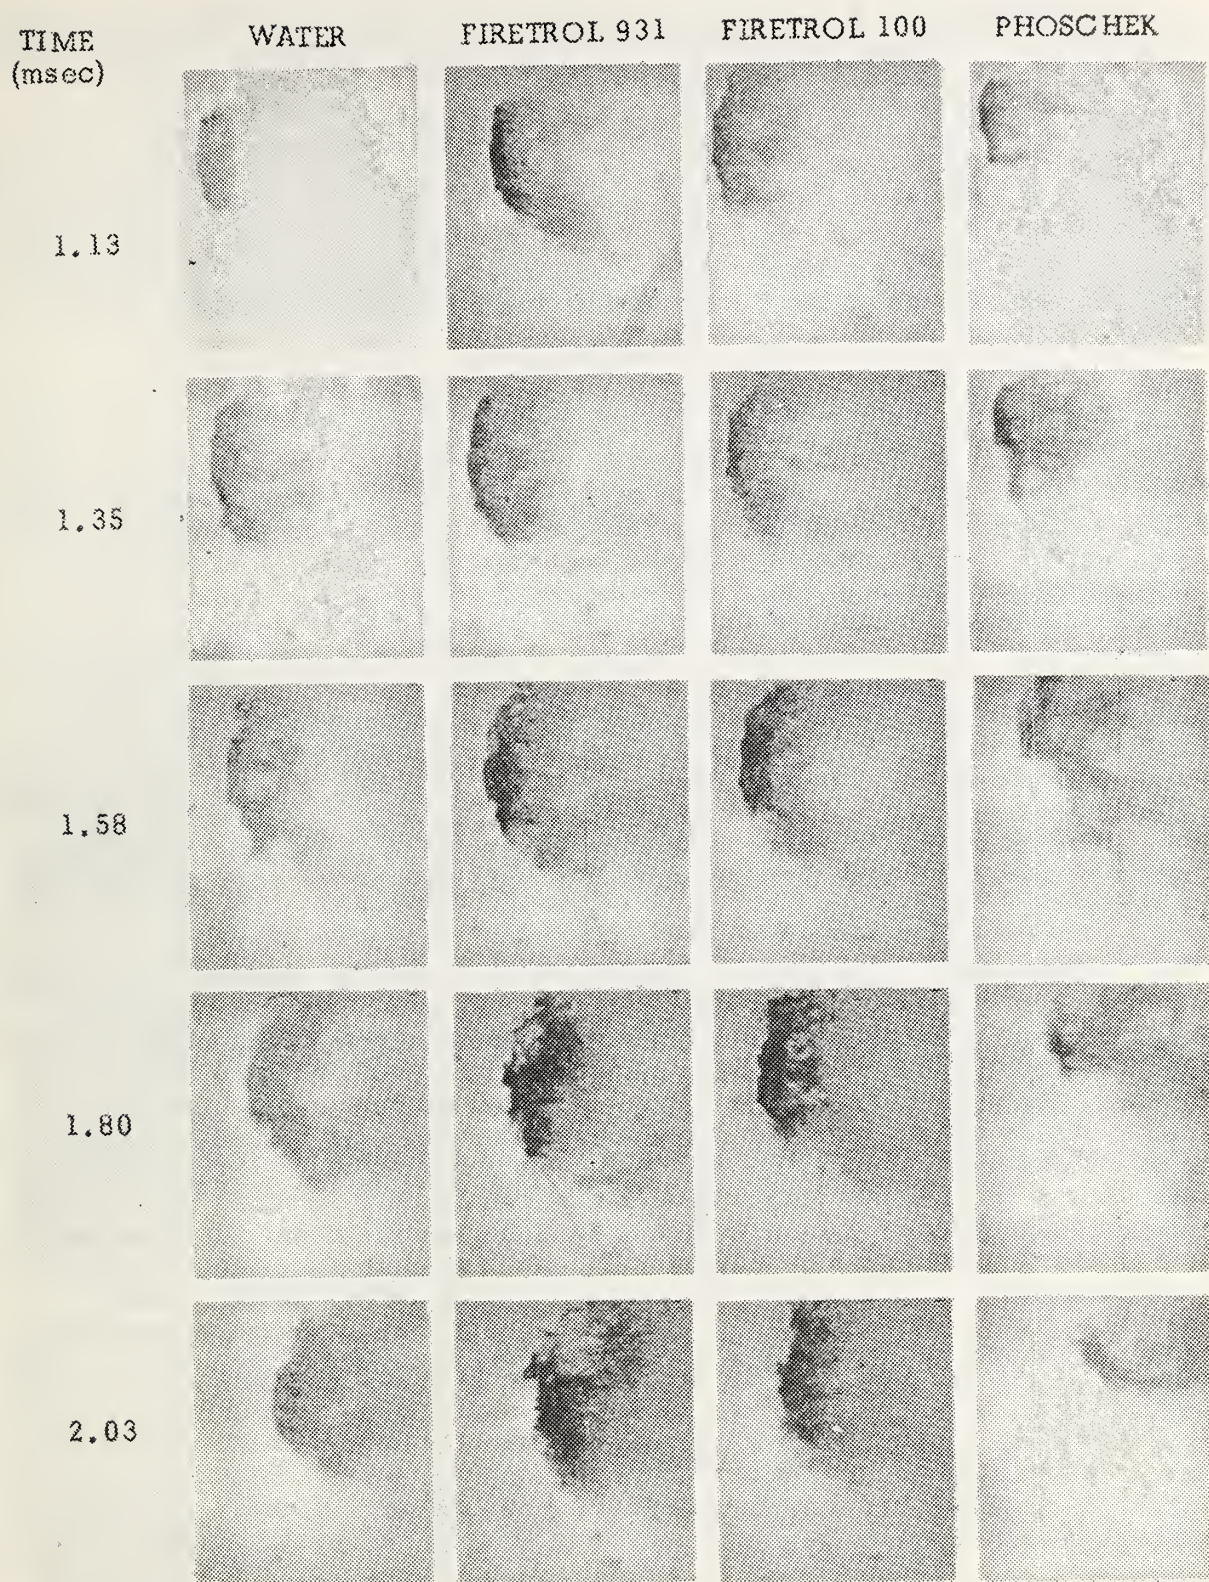 TIME
(msec)
WATER
FIRETROL 931
FIRETROL 100
PHOSCHEK
1.13
1.35
1.58
1.80
2.03